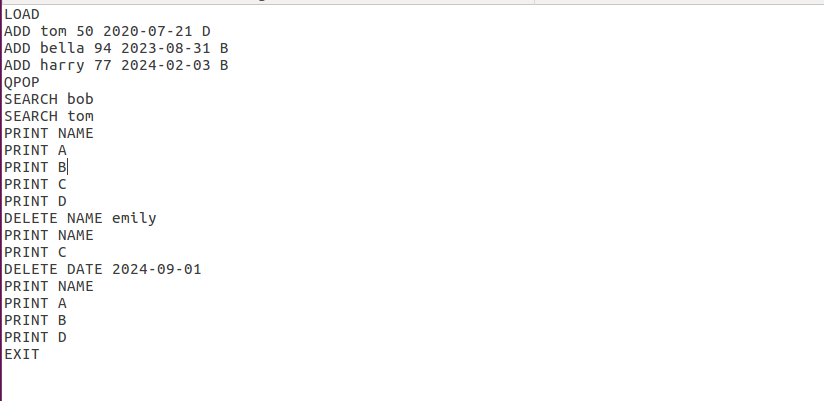 LOAD
ADD tom 50 2020-07-21 D
ADD bella 94 2023-08-31 B
ADD harry 77 2024-02-03 B
QPOP
SEARCH bob
SEARCH tom
PRINT NAME
PRINT A
PRINT B
PRINT C
PRINT D
DELETE NAME emily
PRINT NAME
PRINT C
DELETE DATE 2024-09-01
PRINT NAME
PRINT A
PRINT B
PRINT D
EXIT